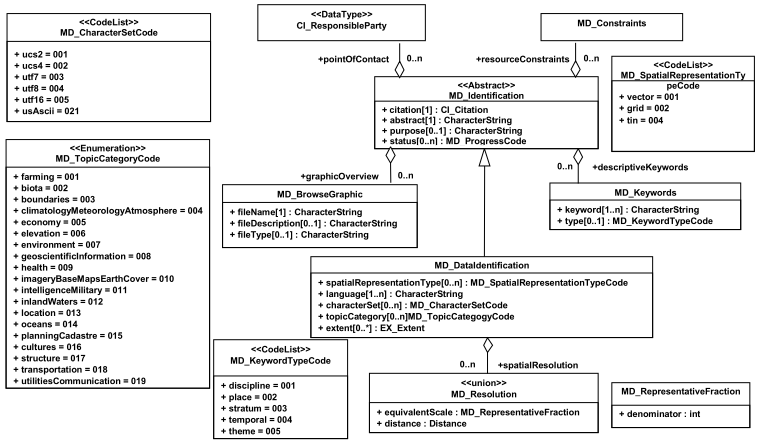 <<CodeList>>
MD_CharacterSetCode
+ ucs2 = 001
+ ucs4 = 002
+ utf7 = 003
+ utf8 = 004
+ utf16 = 005
+ usAscii = 021
<<DataType>>
CI_ResponsibleParty
MD_Constraints
+pointOfContact
0..n
+resourceConstraints
0..n
<<Abstract>>
MD_Identification
+ citation[1] : CI_Citation
+ abstract[1] : CharacterString
+ purpose[0..1] : CharacterString
+ status[0..n] : MD_ProgressCode
<<CodeList>>
MD_SpatialRepresentationTy
peCode
+ vector = 001
+ grid = 002
+ tin = 004
<<Enumeration>>
MD_TopicCategoryCode
+ farming = 001
+ biota = 002
+ boundaries = 003
+ climatologyMeteorologyAtmosphere = 004
+ economy = 005
+ elevation = 006
+ environment = 007
+ geoscientificInformation = 008
+ health = 009
+ imageryBaseMapsEarthCover = 010
+ intelligenceMilitary = 011
+ inlandWaters = 012
+ location = 013
+ oceans = 014
+ planningCadastre = 015
+ cultures = 016
+ structure = 017
+ transportation = 018
+ utilitiesCommunication = 019
+graphicOverview
0..n
MD_BrowseGraphic
+ fileName[1] : CharacterString
+ fileDescription[0..1] : CharacterString
+ fileType[0..1] : CharacterString
0..n
+descriptiveKeywords
MD_Keywords
+ keyword[1..n] : CharacterString
+ type[0..1] : MD_KeywordTypeCode
MD_DataIdentification
+ spatialRepresentationType[0..n] : MD_SpatialRepresentationTypeCode
+ language[1..n] : CharacterString
+ characterSet[0..n] : MD_CharacterSetCode
+ topicCategory[0..n]MD_TopicCategogyCode
+ extent[0..*] : EX_Extent
<<CodeList>>
MD_KeywordTypeCode
+ discipline = 001
+ place = 002
+ stratum = 003
+ temporal = 004
+ theme = 005
0..n
+spatialResolution
<<union>>
MD_Resolution
+ equivalentScale : MD_RepresentativeFraction
+ distance : Distance
MD_RepresentativeFraction
+ denominator : int